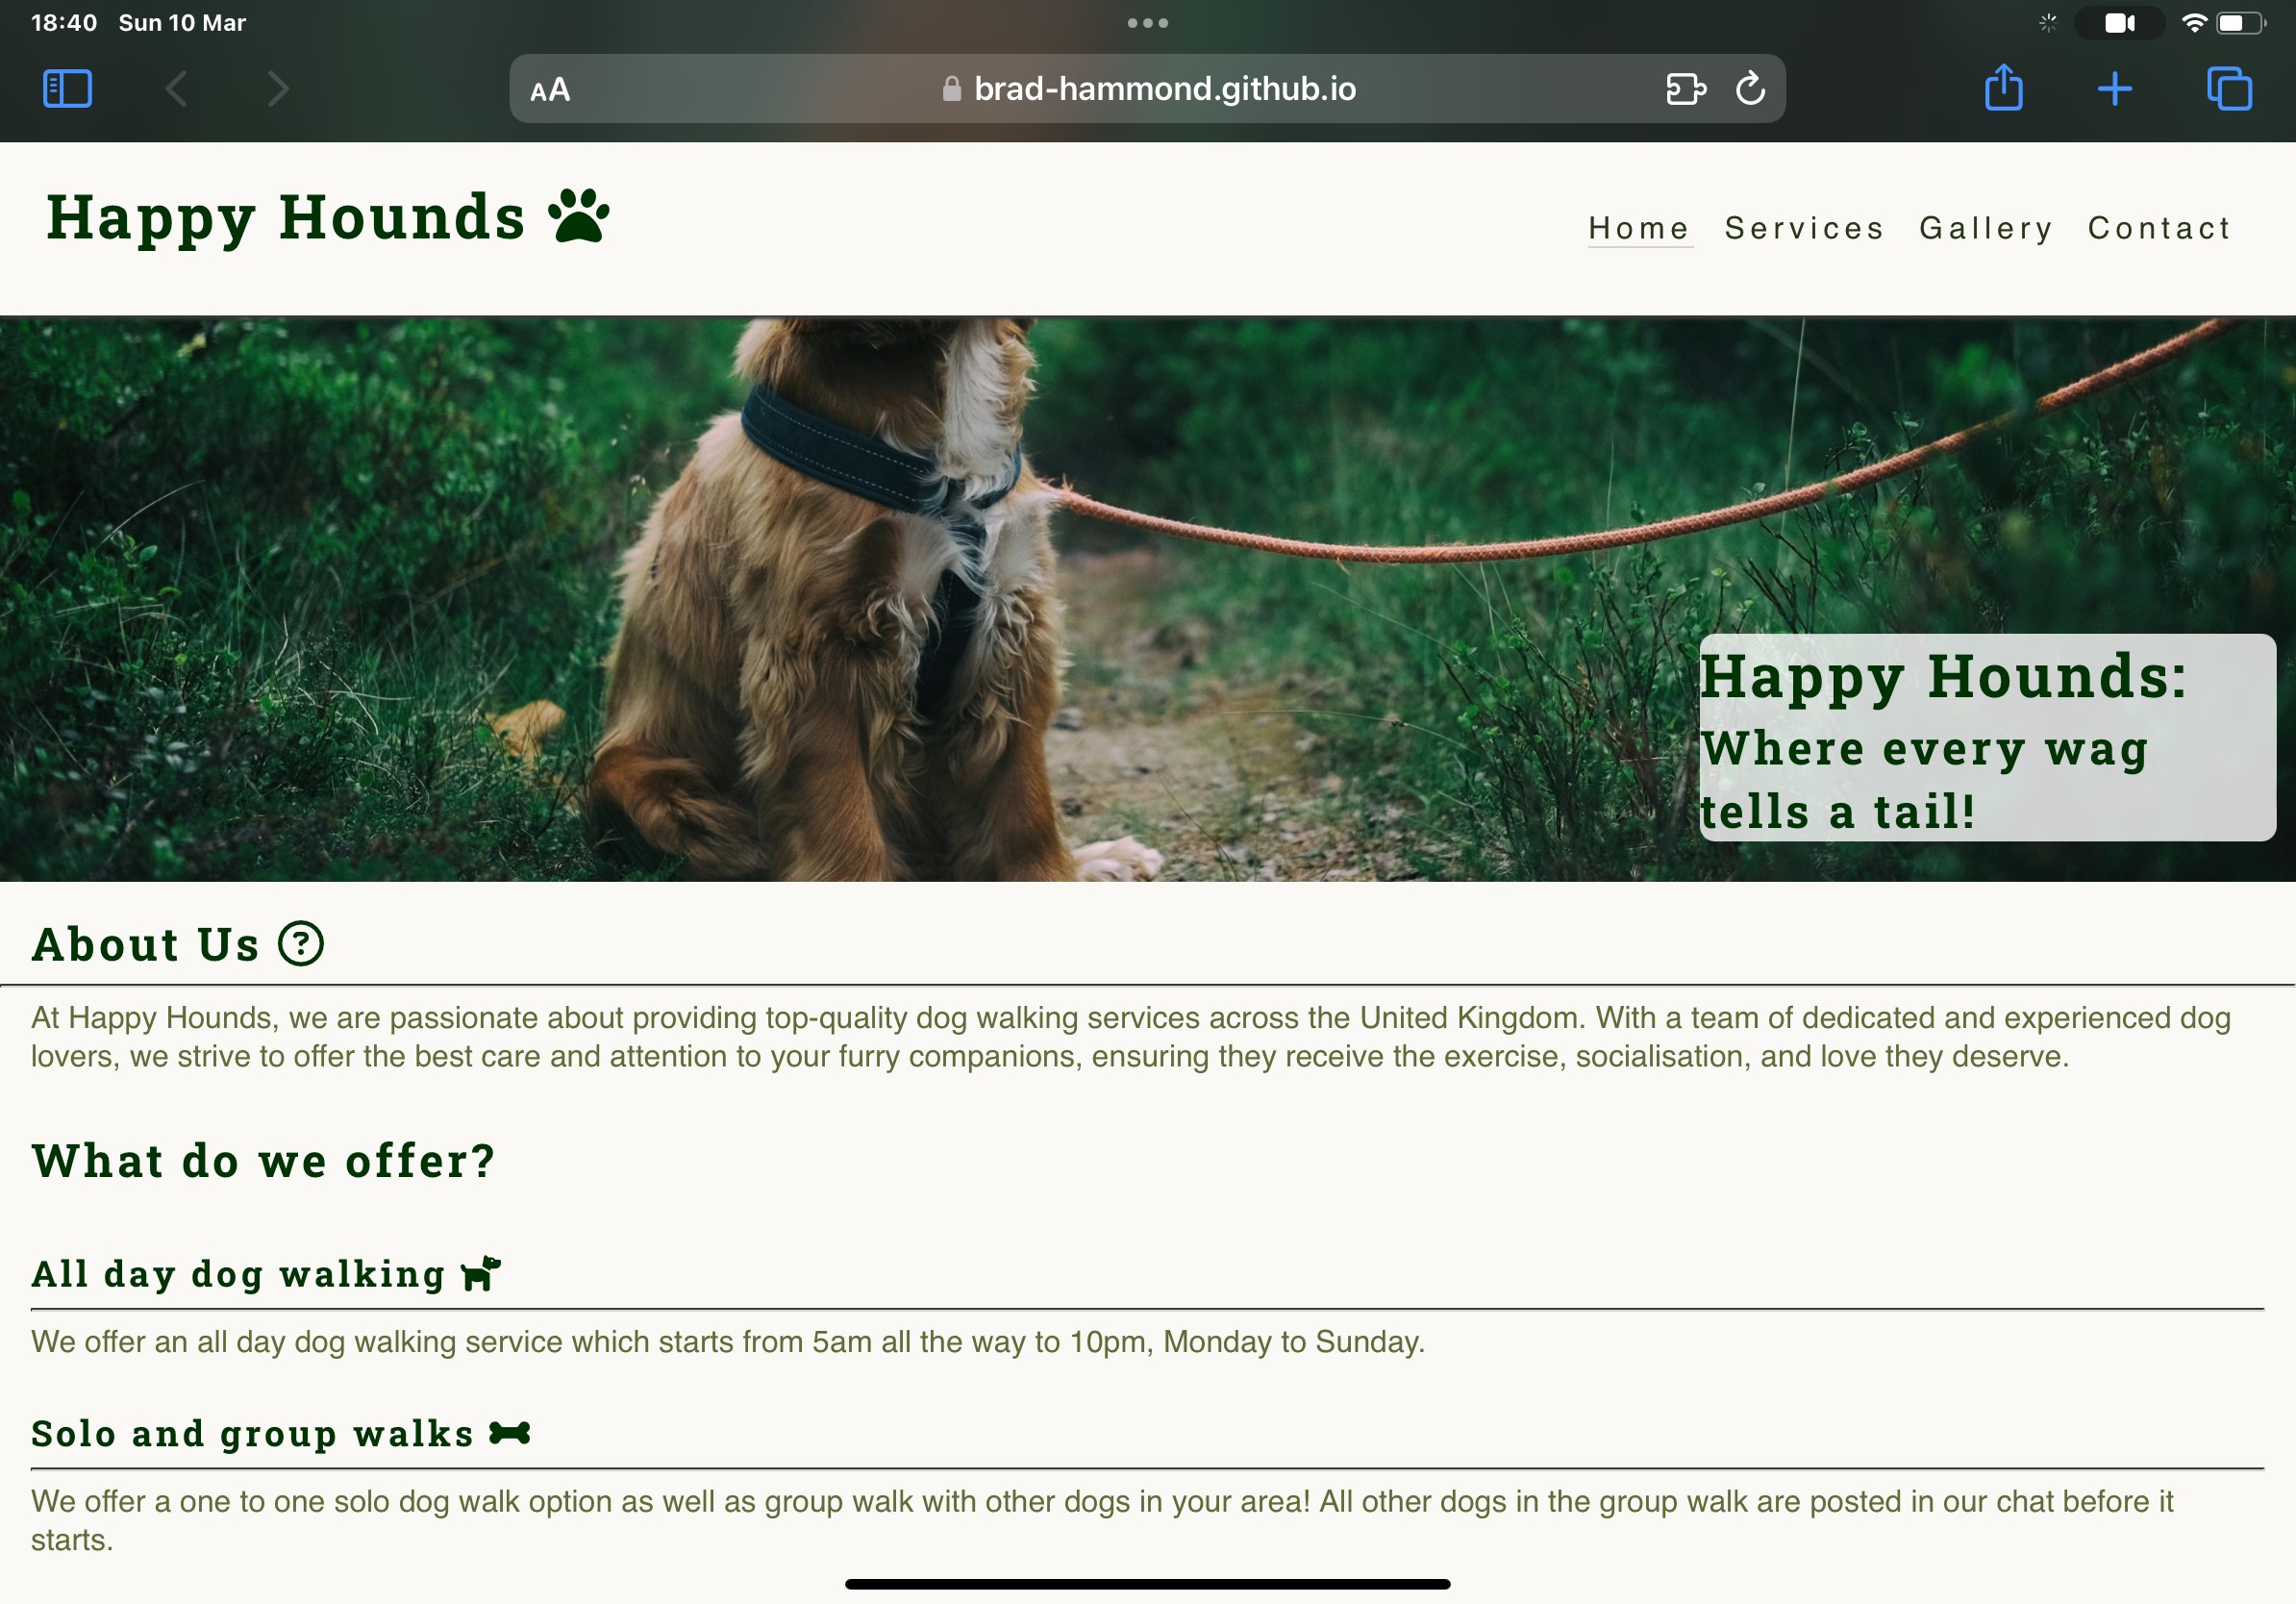 18:40 Sun 10 Mar
AA brad-hammond.github.io
Happy Hounds
Home Services Gallery Contact
Happy Hounds:
Where every wag
tells a tail!
About Us
At Happy Hounds, we are passionate about providing top-quality dog walking services across the United Kingdom. With a team of dedicated and experienced dog
lovers, we strive to offer the best care and attention to your furry companions, ensuring they receive the exercise, socialisation, and love they deserve.
What do we offer?
All day dog walking
We offer an all day dog walking service which starts from 5am all the way to 10pm, Monday to Sunday.
Solo and group walks
We offer a one to one solo dog walk option as well as group walk with other dogs in your area! All other dogs in the group walk are posted in our chat before it
starts.